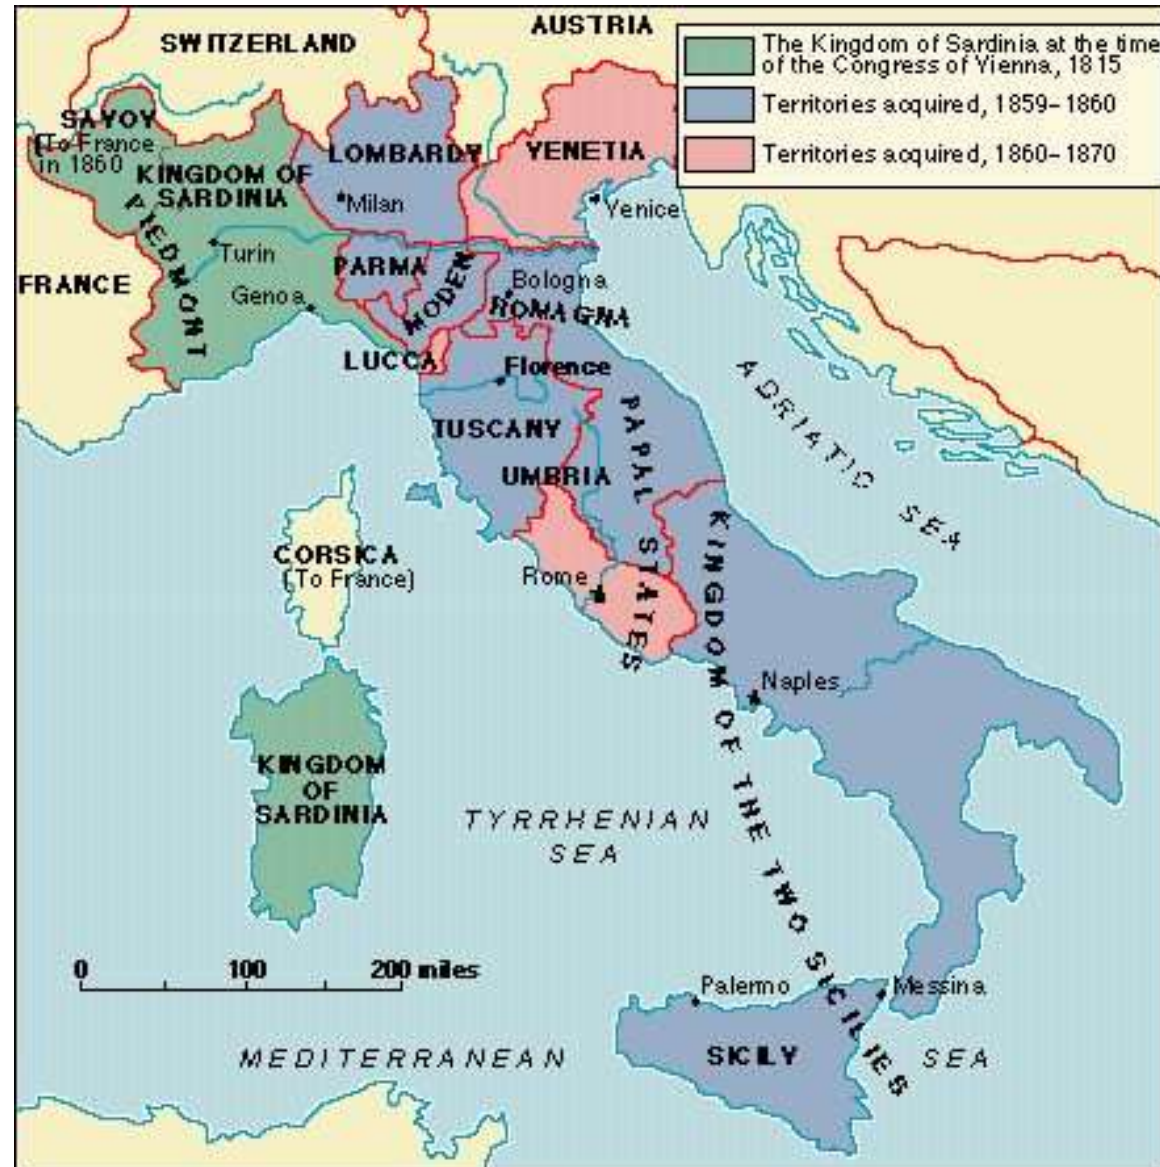 AUSTRIA
SWITZERLAND
The Kingdom of Sardinia at the time
of the Congress of Yienna, 1815
Territories acquired, 1859–1860
Territories acquired, 1860–1870
SAVOY
(To France
in 1860
LOMBARDY
YENETIA
KINGDOM OF
SARDINIA
Milan
Yenice
PIEDMONT
Turin
PARMA
MODEN
Bologna
ROMAGNA
FRANCE
Genoa
LUCCA
Florence
ADRIATIC SEA
TUSCANY
PAPAL STATES
UMBRIA
CORSICA
(To France)
Rome
KINGDOM OF THE TWO SICILIES
Naples
KINGDOM
OF
SARDINIA
TYRRHENIAN
SEA
0 100 200 miles
Palermo
Messina
MEDITERRANEAN SEA
SICILY